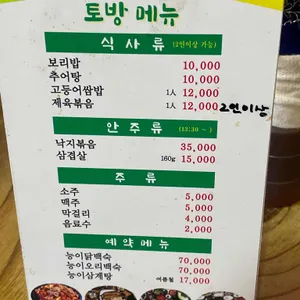 토방 메뉴
식 사 류 (2인이상 가능)
보리밥 10,000
추어탕 10,000
고등어쌈밥 1人 12,000
제육볶음 1人 12,000 2인이상
안 주 류 (13:30 ~ )
낙지볶음 35,000
삼겹살 160g 15,000
주 류
소주 5,000
맥주 5,000
막걸리 4,000
음료수 2,000
예 약 메 뉴
능이닭백숙 70,000
능이오리백숙 70,000
능이삼계탕 여름철 17,000